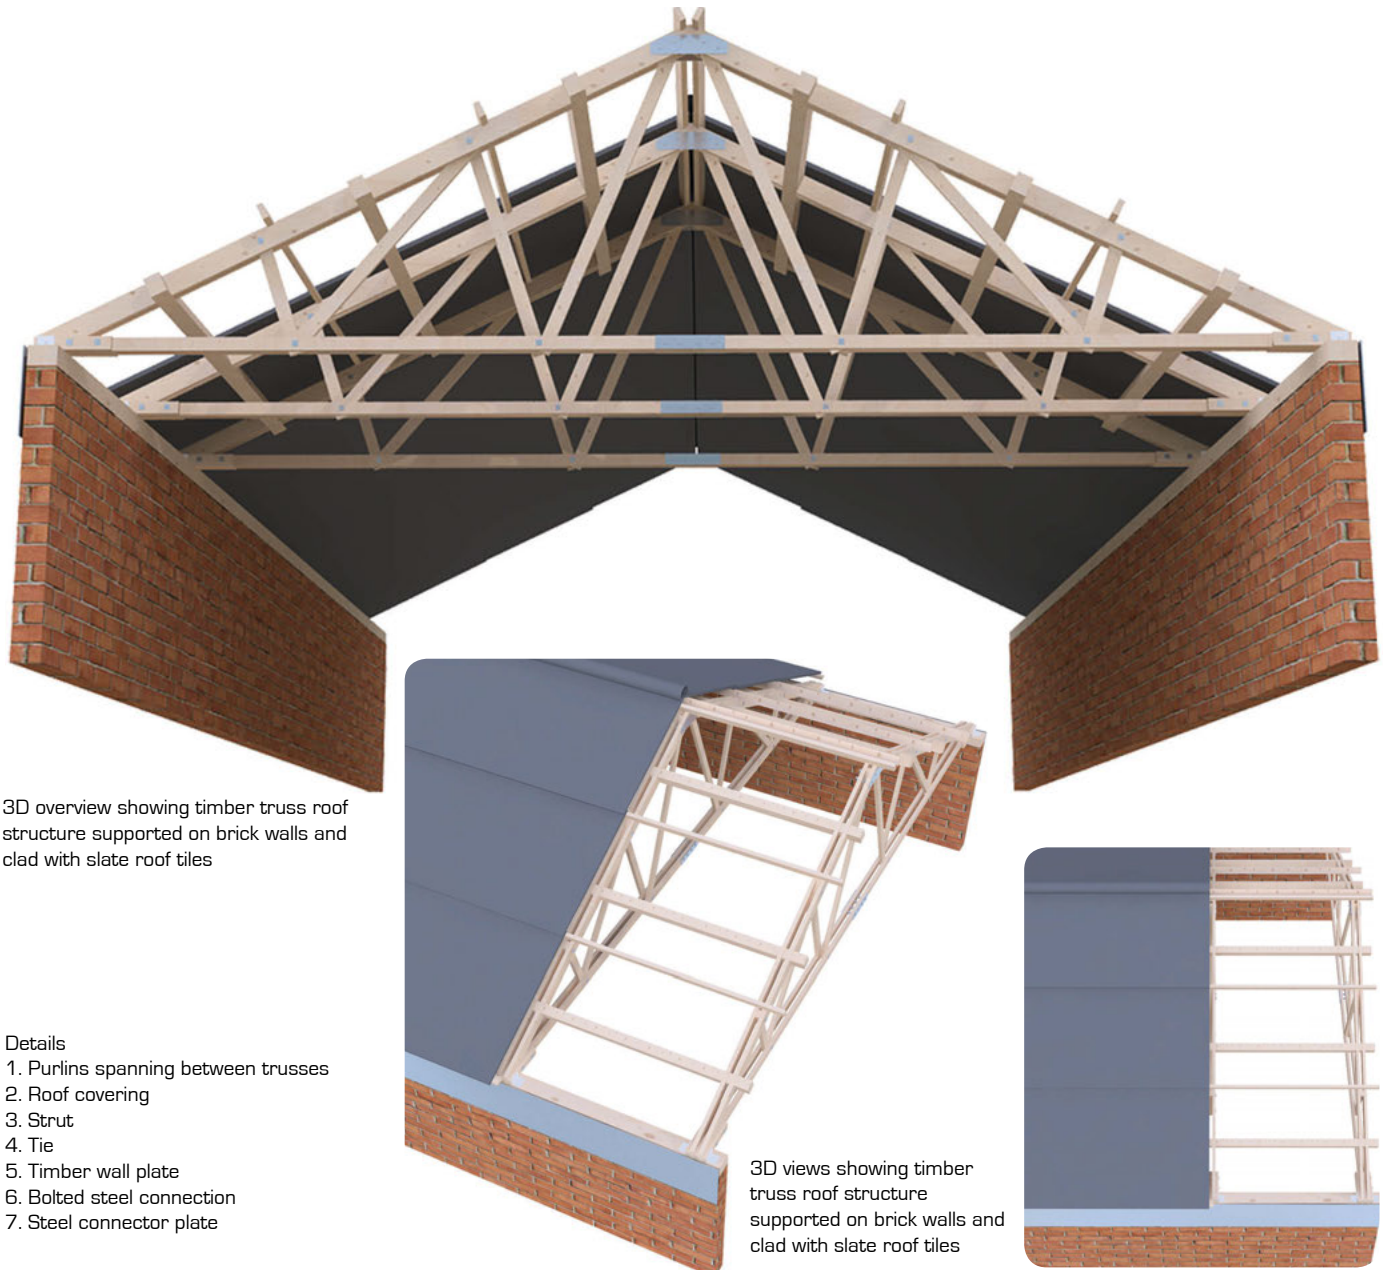 3D overview showing timber truss roof
structure supported on brick walls and
clad with slate roof tiles
Details
1. Purlins spanning between trusses
2. Roof covering
3. Strut
4. Tie
5. Timber wall plate
6. Bolted steel connection
7. Steel connector plate
3D views showing timber
truss roof structure
supported on brick walls and
clad with slate roof tiles